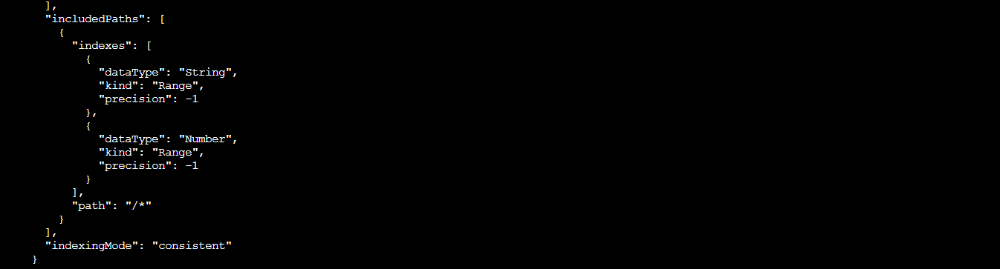 ],
"includedPaths": [
{
"indexes": [
{
"dataType": "String",
"kind": "Range",
"precision": -1
},
{
"dataType": "Number",
"kind": "Range",
"precision": -1
}
],
"path": "/*"
}
],
"indexingMode": "consistent"
}